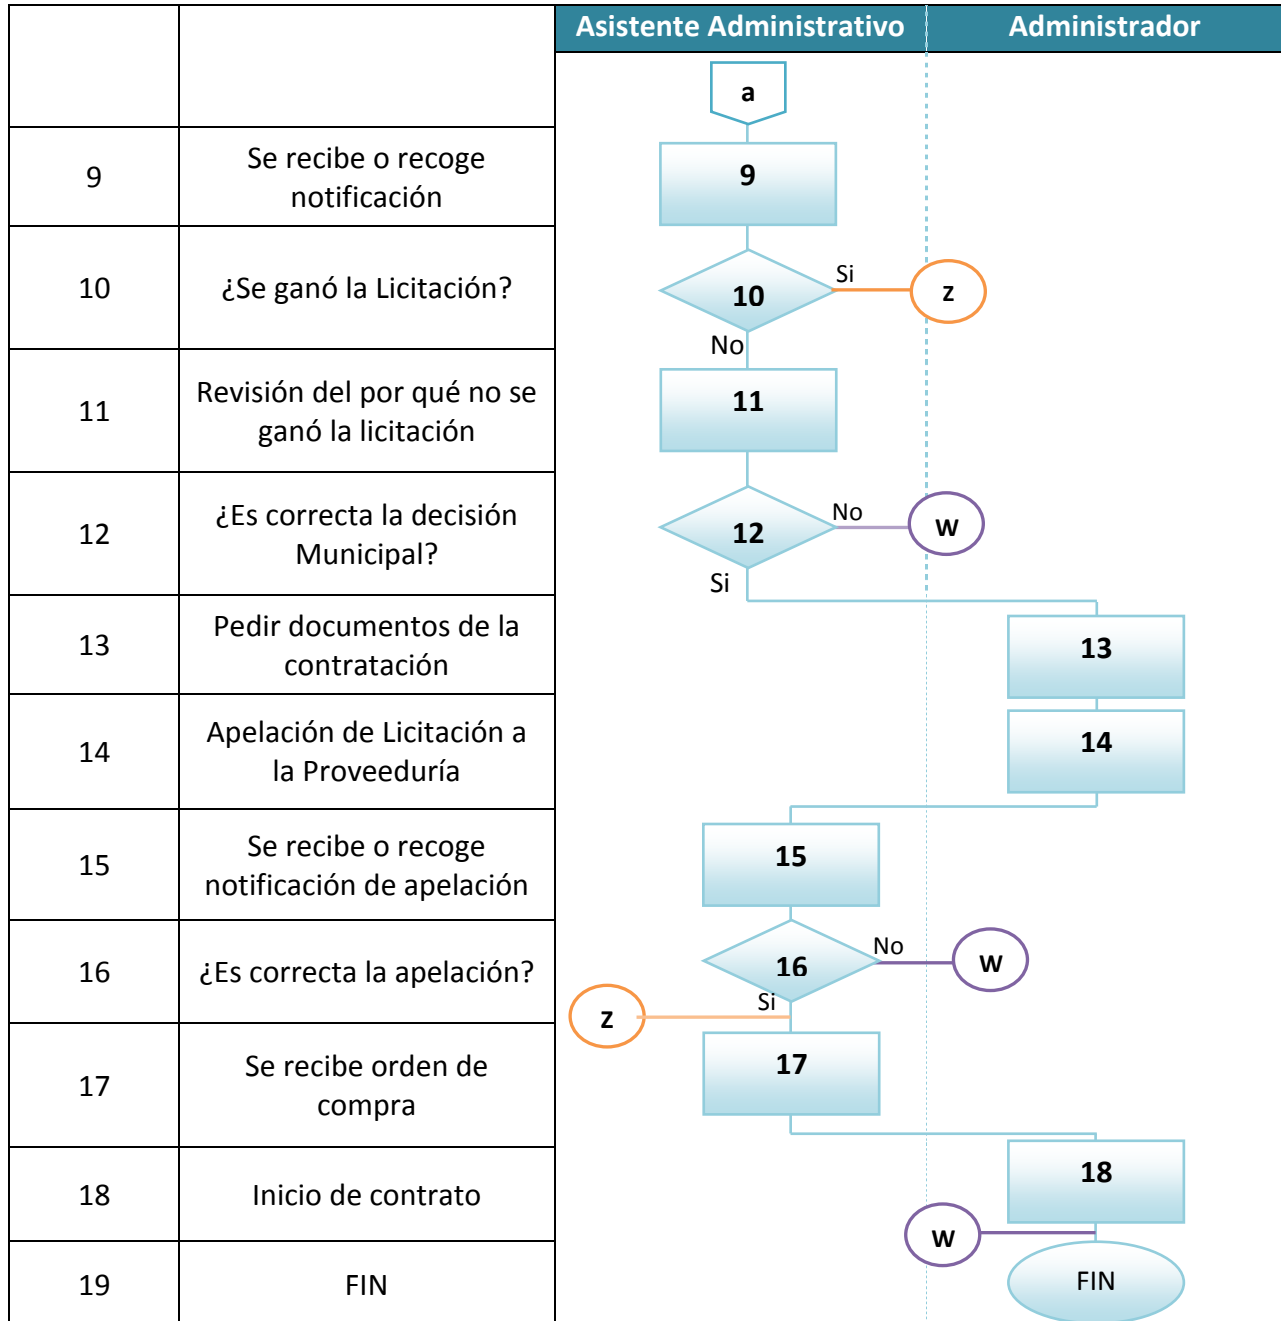 Asistente Administrativo
Administrador
a
9
Se recibe o recoge
notificación
9
10
¿Se ganó la Licitación?
10
Si
z
No
11
Revisión del por qué no se
ganó la licitación
11
12
¿Es correcta la decisión
Municipal?
12
No
W
Si
13
Pedir documentos de la
contratación
13
14
Apelación de Licitación a
la Proveeduría
14
15
Se recibe o recoge
notificación de apelación
15
16
¿Es correcta la apelación?
16
No
W
Si
Z
17
Se recibe orden de
compra
17
18
Inicio de contrato
18
W
19
FIN
FIN